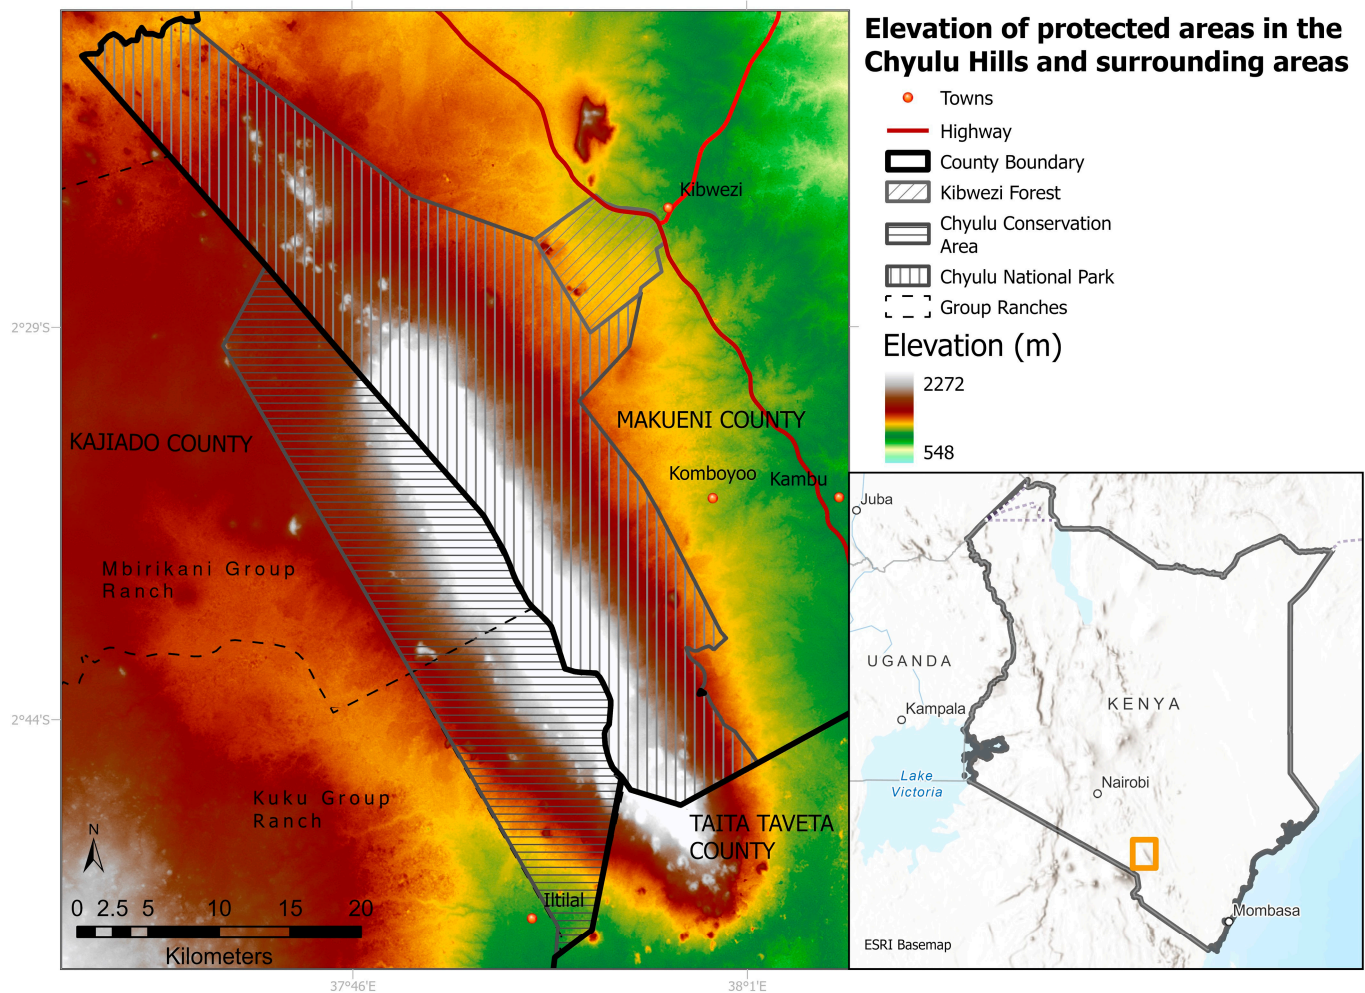 Elevation of protected areas in the
Chyulu Hills and surrounding areas
Towns
Highway
County Boundary
Kibwezi Forest
Chyulu Conservation
Area
Chyulu National Park
Group Ranches
Elevation (m)
2272
548
Kibwezi
2°29'S
MAKUENI COUNTY
KAJIADO COUNTY
Komboyoo
Kambu
Mbirikani Group
Ranch
2°44'S
Kuku Group
Ranch
TAITA TAVETA
COUNTY
N
Iltilal
0 2.5 5 10 15 20
Kilometers
37°46'E
38°1'E
Juba
UGANDA
Kampala
KENYA
Lake
Victoria
Nairobi
Mombasa
ESRI Basemap